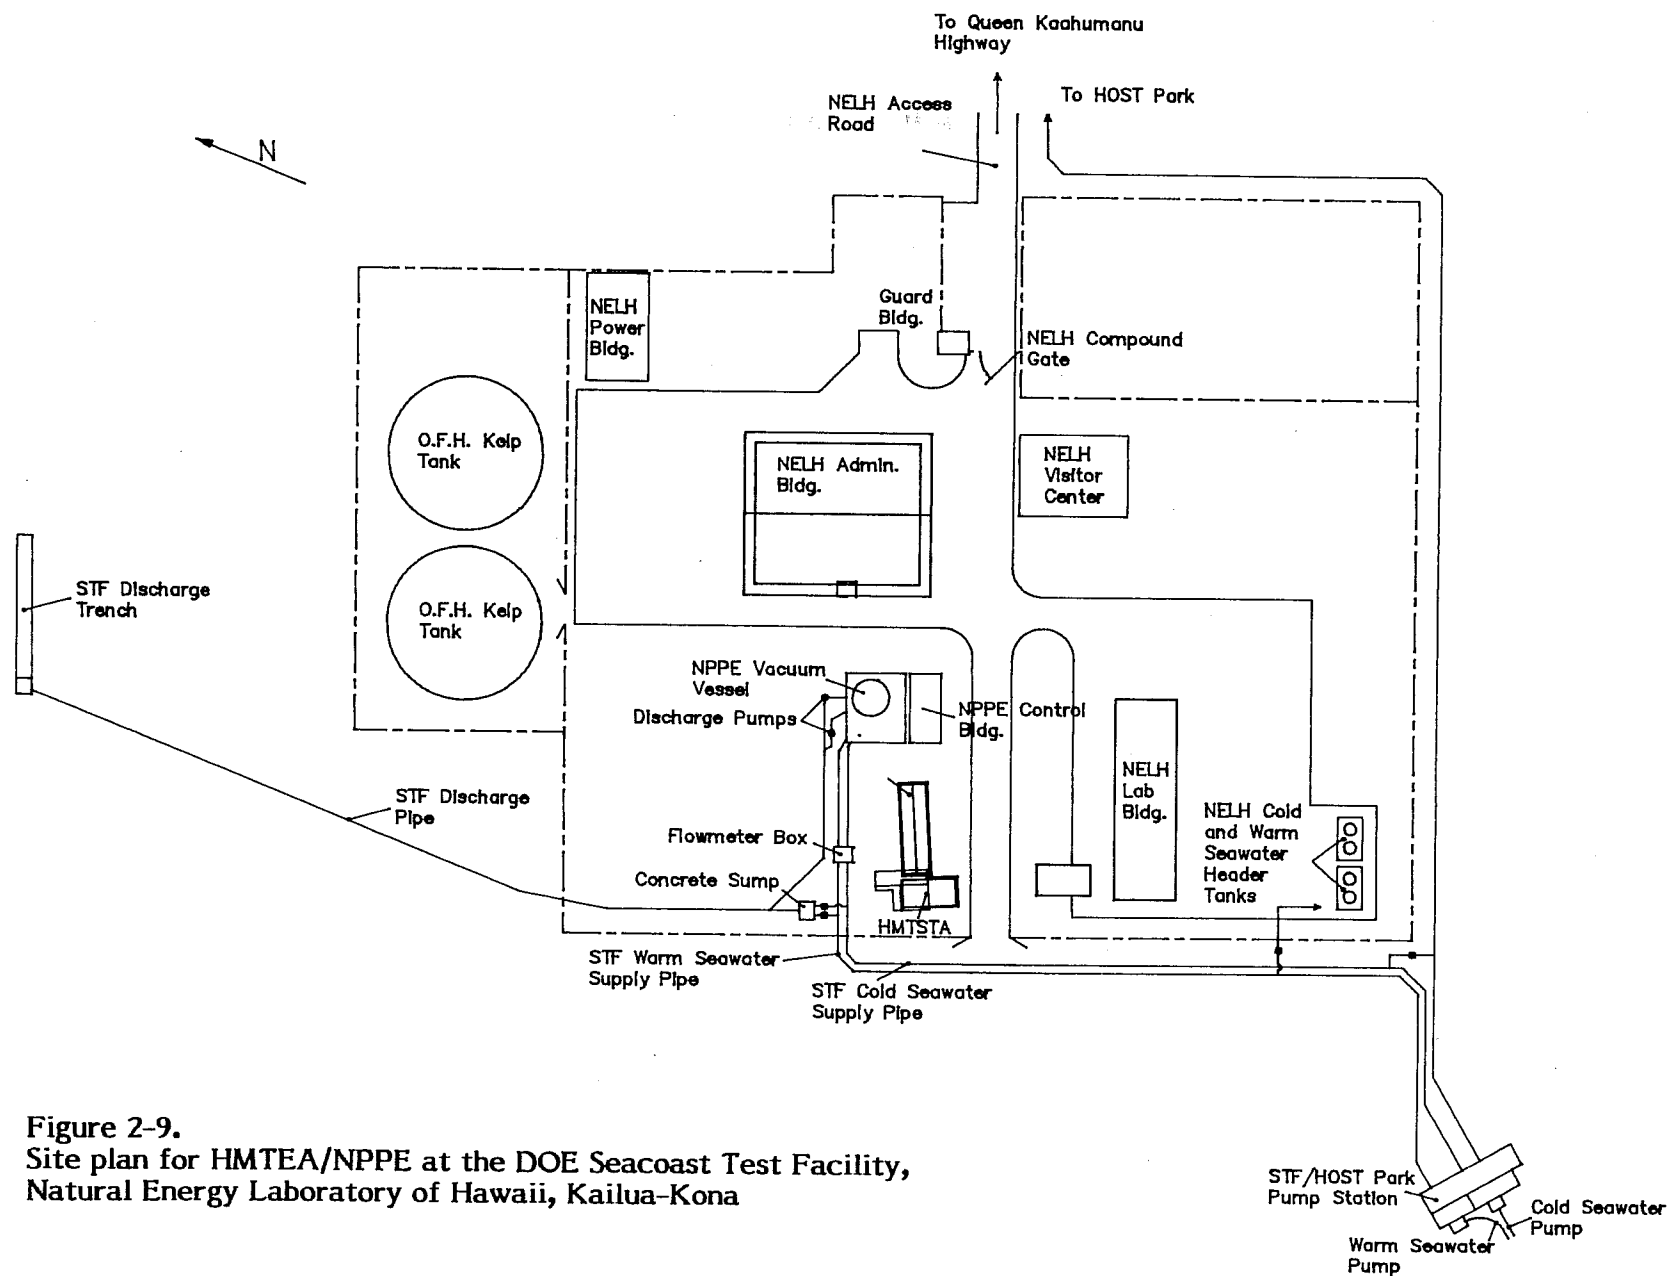 To Queen Kaahumanu
Highway
To HOST Park
NELH Access
Road
N
NELH
Power
Bldg.
Guard
Bldg.
NELH Compound
Gate
O.F.H. Kelp
Tank
NELH Admin.
Bldg.
NELH
Visitor
Center
STF Discharge
Trench
O.F.H. Kelp
Tank
NPPE Vacuum
Vessel
Discharge Pumps
NPPE Control
Bldg.
STF Discharge
Pipe
Flowmeter Box
Concrete Sump
HMTSTA
NELH
Lab
Bldg.
NELH Cold
and Warm
Seawater
Header
Tanks
STF Warm Seawater
Supply Pipe
STF Cold Seawater
Supply Pipe
STF/HOST Park
Pump Station
Cold Seawater
Pump
Warm Seawater
Pump
Figure 2-9.
Site plan for HMTEA/NPPE at the DOE Seacoast Test Facility,
Natural Energy Laboratory of Hawaii, Kailua-Kona